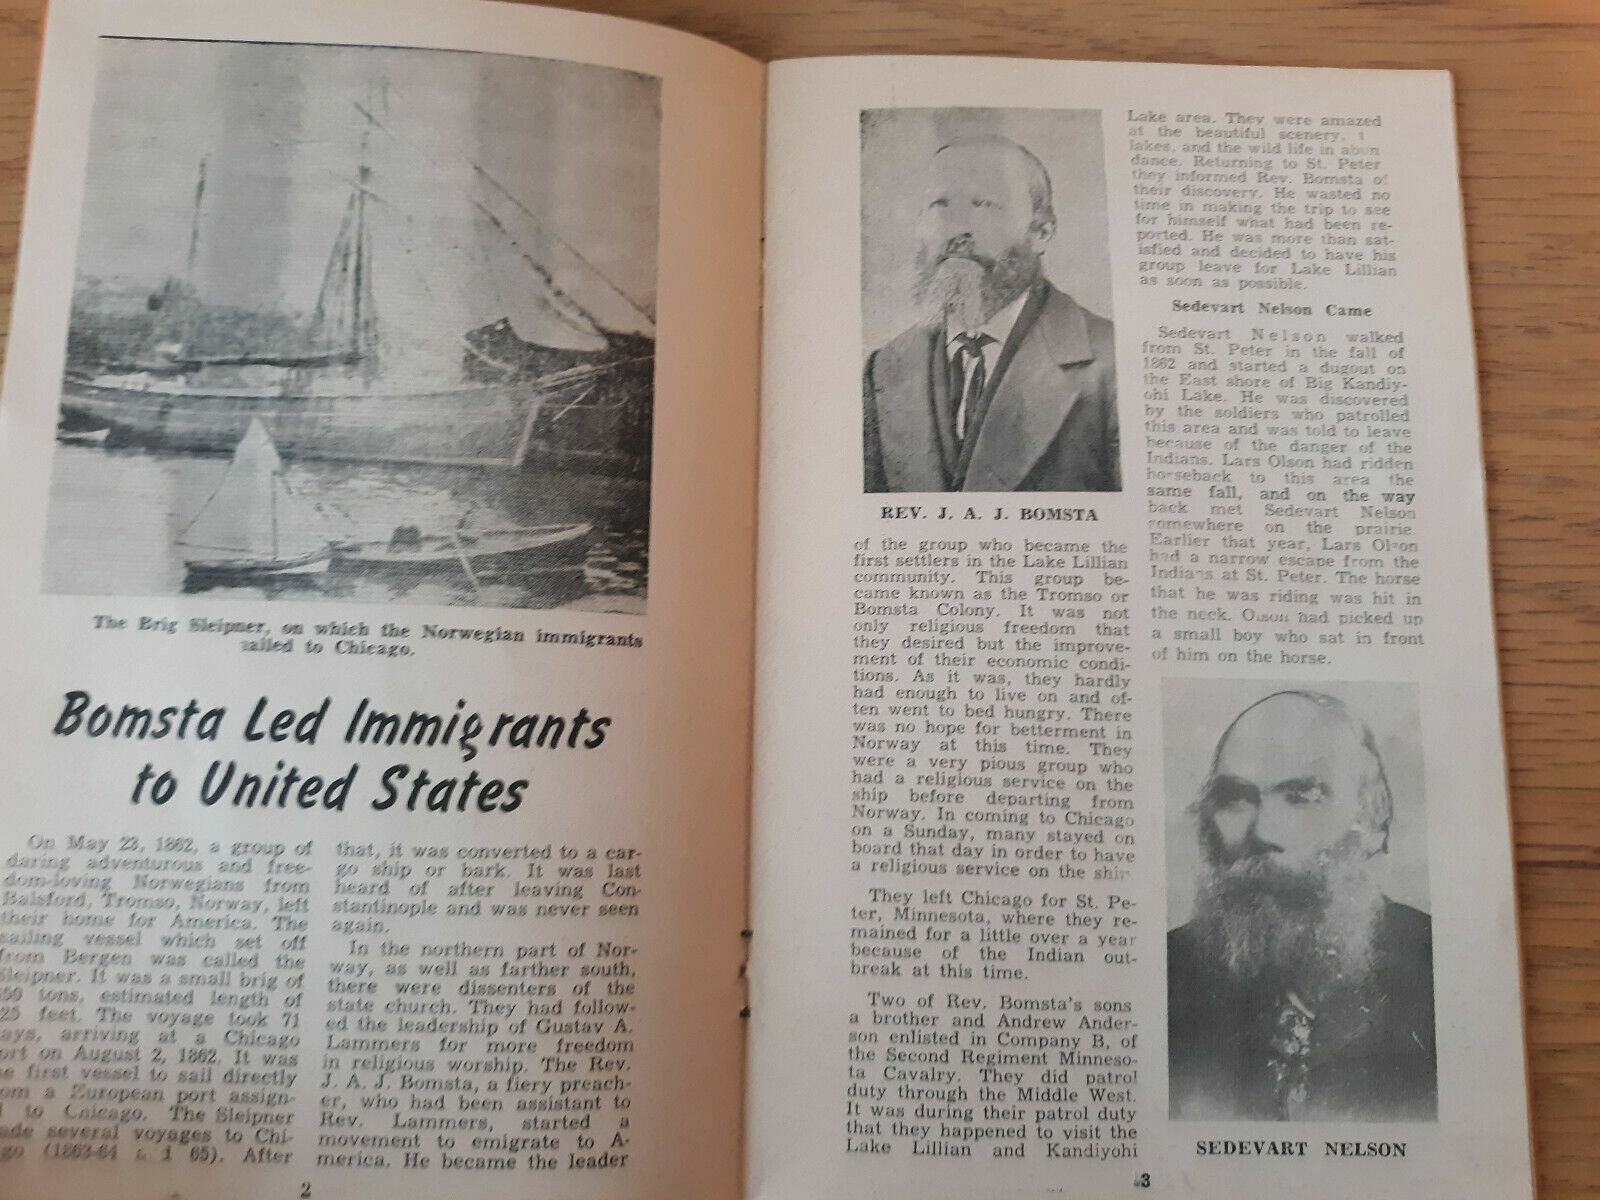 The Brig Sleipner, on which the Norwegian immigrants
sailed to Chicago.
Bomsta Led Immigrants
to United States
On May 23, 1862, a group of
daring adventurous and free-
dom-loving Norwegians from
Balsford, Tromso, Norway, left
their home for America. The
sailing vessel which set off
from Bergen was called the
Sleipner. It was a small brig of
50 tons, estimated length of
25 feet. The voyage took 71
ays, arriving at a Chicago
ort on August 2, 1862. It was
e first vessel to sail directly
om a European port assign-
d to Chicago. The Sleipner
ade several voyages to Chi-
go (1863-64 & 65). After
that, it was converted to a car-
go ship or bark. It was last
heard of after leaving Con-
stantinople and was never seen
again.
In the northern part of Nor-
way, as well as farther south,
there were dissenters of the
state church. They had follow-
ed the leadership of Gustav A.
Lammers for more freedom
in religious worship. The Rev.
J. A. J. Bomsta, a fiery preach-
er, who had been assistant to
Rev. Lammers, started a
movement to emigrate to A-
merica. He became the leader
2
REV. J. A. J. BOMSTA
of the group who became the
first settlers in the Lake Lillian
community. This group be-
came known as the Tromso or
Bomsta Colony. It was not
only religious freedom that
they desired but the improve-
ment of their economic condi-
tions. As it was, they hardly
had enough to live on and of-
ten went to bed hungry. There
was no hope for betterment in
Norway at this time. They
were a very pious group who
had a religious service on the
ship before departing from
Norway. In coming to Chicago
on a Sunday, many stayed on
board that day in order to have
a religious service on the ship
They left Chicago for St. Pe-
ter, Minnesota, where they re-
mained for a little over a year
because of the Indian out-
break at this time.
Two of Rev. Bomsta's sons
a brother and Andrew Ander-
son enlisted in Company B, of
the Second Regiment Minneso-
ta Cavalry. They did patrol
duty through the Middle West.
It was during their patrol duty
that they happened to visit the
Lake Lillian and Kandiyohi
Lake area. They were amazed
at the beautiful scenery, t
lakes, and the wild life in abun
dance. Returning to St. Peter
they informed Rev. Bomsta of
their discovery. He wasted no
time in making the trip to see
for himself what had been re-
ported. He was more than sat-
isfied and decided to have his
group leave for Lake Lillian
as soon as possible.
Sedevart Nelson Came
Sedevart Nelson walked
from St. Peter in the fall of
1862 and started a dugout on
the East shore of Big Kandiy-
ohi Lake. He was discovered
by the soldiers who patrolled
this area and was told to leave
because of the danger of the
Indians. Lars Olson had ridden
horseback to this area the
same fall, and on the way
back met Sedevart Nelson
somewhere on the prairie.
Earlier that year, Lars Olson
had a narrow escape from the
Indians at St. Peter. The horse
that he was riding was hit in
the neck. Olson had picked up
a small boy who sat in front
of him on the horse.
SEDEVART NELSON
3